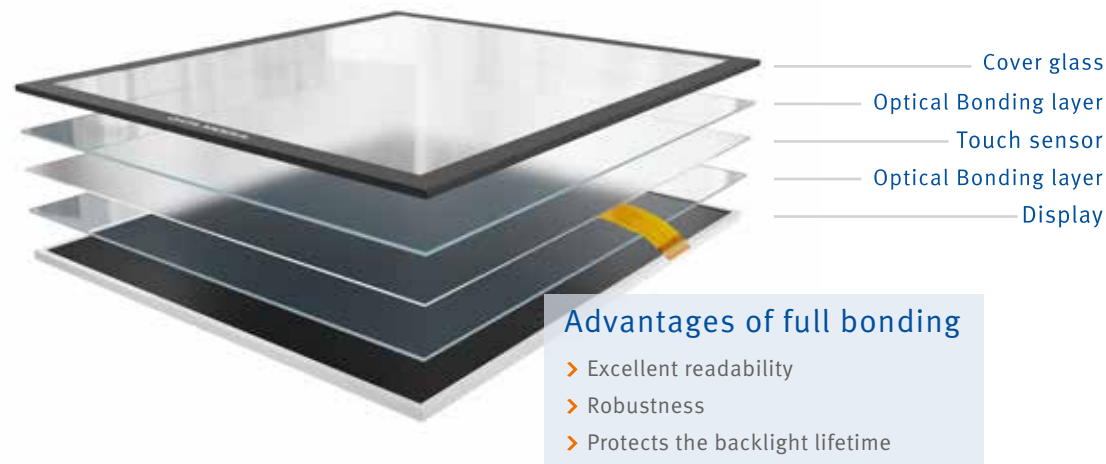 Cover glass
Optical Bonding layer
Touch sensor
Optical Bonding layer
Display
Advantages of full bonding
Excellent readability
Robustness
Protects the backlight lifetime